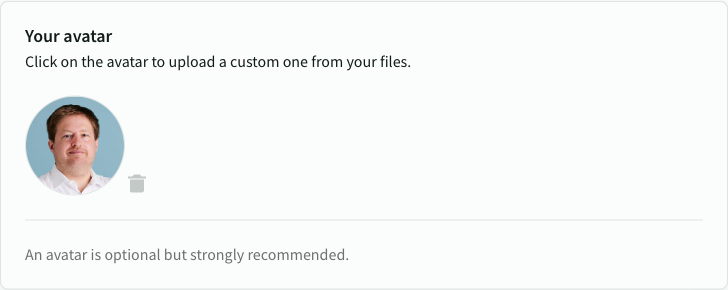 Your avatar
Click on the avatar to upload a custom one from your files.
An avatar is optional but strongly recommended.